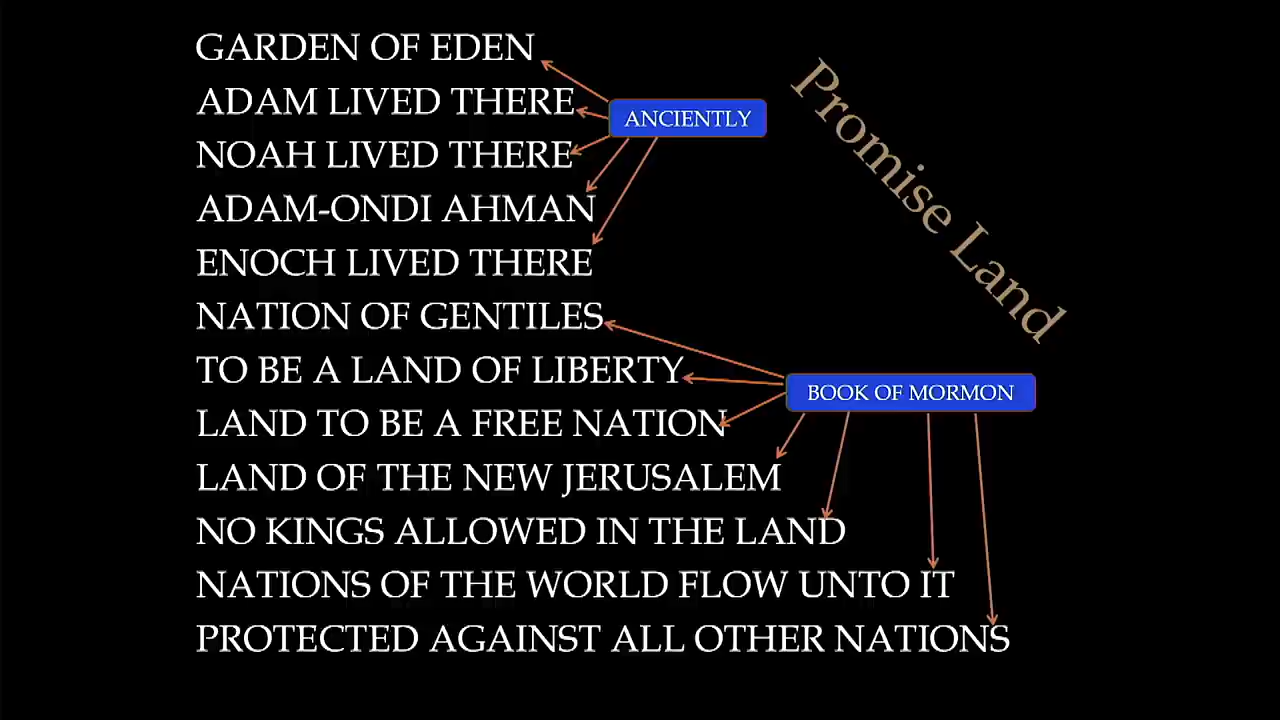 GARDEN OF EDEN
ADAM LIVED THERE
NOAH LIVED THERE
ADAM-ONDI AHMAN
ENOCH LIVED THERE
NATION OF GENTILES
TO BE A LAND OF LIBERTY
LAND TO BE A FREE NATION
LAND OF THE NEW JERUSALEM
NO KINGS ALLOWED IN THE LAND
NATIONS OF THE WORLD FLOW UNTO IT
PROTECTED AGAINST ALL OTHER NATIONS
ANCIENTLY
Promise Land
BOOK OF MORMON